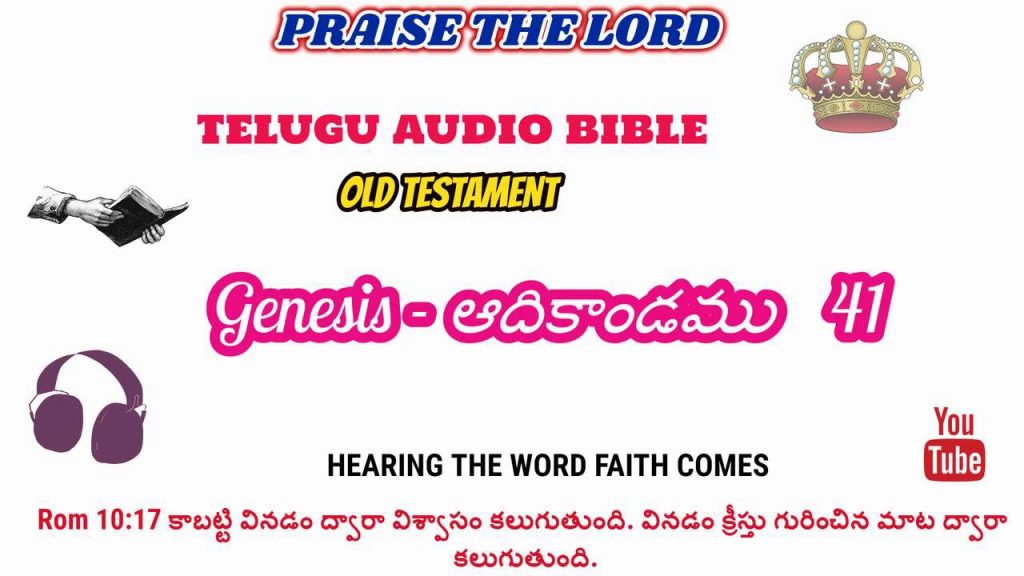 PRAISE THE LORD
TELUGU AUDIO BIBLE
OLD TESTAMENT
Genesis - ఆదికాండము 41
HEARING THE WORD FAITH COMES
You
Tube
Rom 10:17 కాబట్టి వినడం ద్వారా విశ్వాసం కలుగుతుంది. వినడం క్రీస్తు గురించిన మాట ద్వారా
కలుగుతుంది.